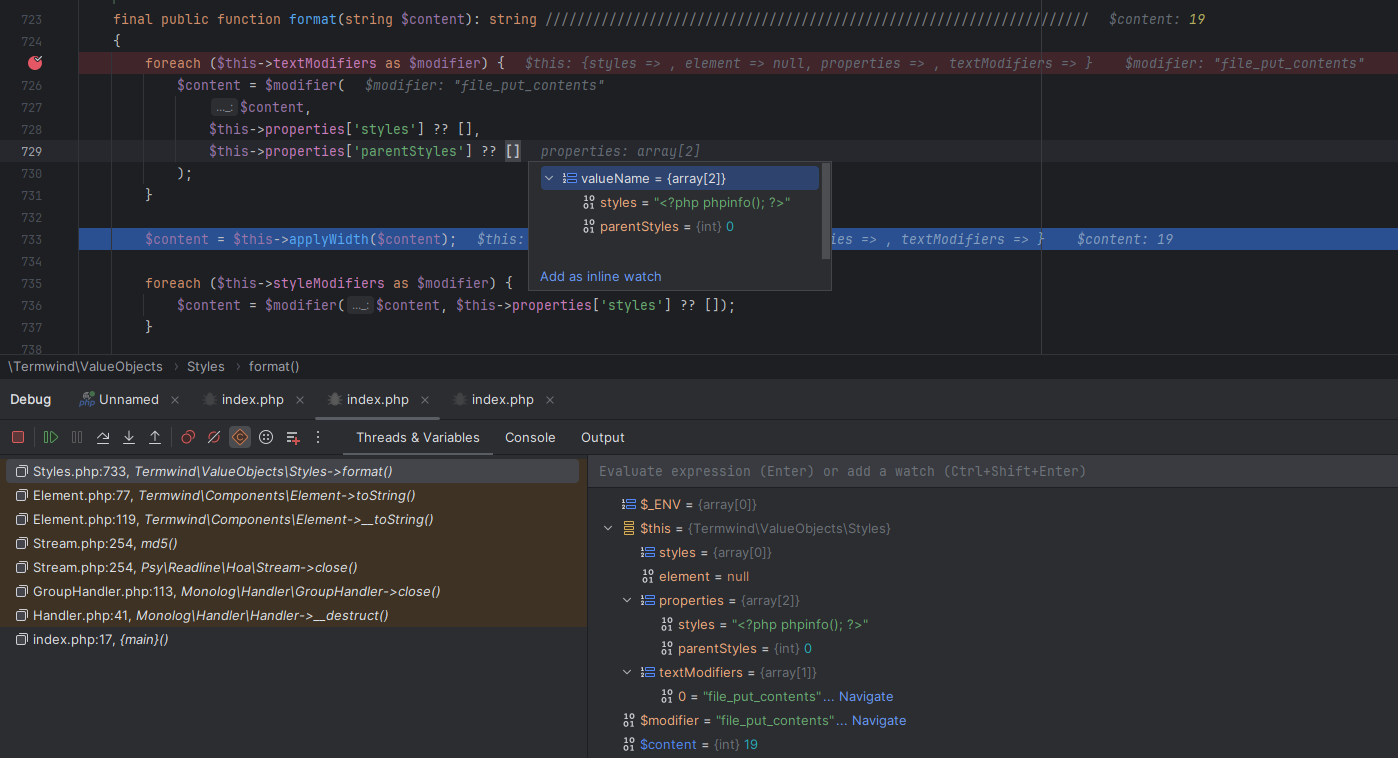 723 final public function format(string $content): string //////////////////////////////////////////////////////////////////// $content: 19
724 {
foreach ($this->textModifiers as $modifier) { $this: {styles => , element => null, properties => , textModifiers => } $modifier: "file_put_contents"
726 $content = $modifier( $modifier: "file_put_contents"
727 ..._: $content,
728 $this->properties['styles'] ?? [],
729 $this->properties['parentStyles'] ?? [] properties: array[2]
730 );
731 }
732
733 $content = $this->applyWidth($content); $this: ies => , textModifiers => } $content: 19
734
735 foreach ($this->styleModifiers as $modifier) {
736 $content = $modifier( ..._: $content, $this->properties['styles'] ?? []);
737 }
738
valueName = {array[2]}
styles = "<?php phpinfo(); ?>"
parentStyles = {int} 0
Add as inline watch
\Termwind\ValueObjects › Styles › format()
Debug Unnamed × index.php × index.php × index.php ×
Threads & Variables Console Output
Styles.php:733, Termwind\ValueObjects\Styles->format()
Element.php:77, Termwind\Components\Element->toString()
Element.php:119, Termwind\Components\Element->__toString()
Stream.php:254, md5()
Stream.php:254, Psy\Readline\Hoa\Stream->close()
GroupHandler.php:113, Monolog\Handler\GroupHandler->close()
Handler.php:41, Monolog\Handler\Handler->__destruct()
index.php:17, {main}()
Evaluate expression (Enter) or add a watch (Ctrl+Shift+Enter)
$_ENV = {array[0]}
$this = {Termwind\ValueObjects\Styles}
styles = {array[0]}
element = null
properties = {array[2]}
styles = "<?php phpinfo(); ?>"
parentStyles = {int} 0
textModifiers = {array[1]}
0 = "file_put_contents"... Navigate
$modifier = "file_put_contents"... Navigate
$content = {int} 19